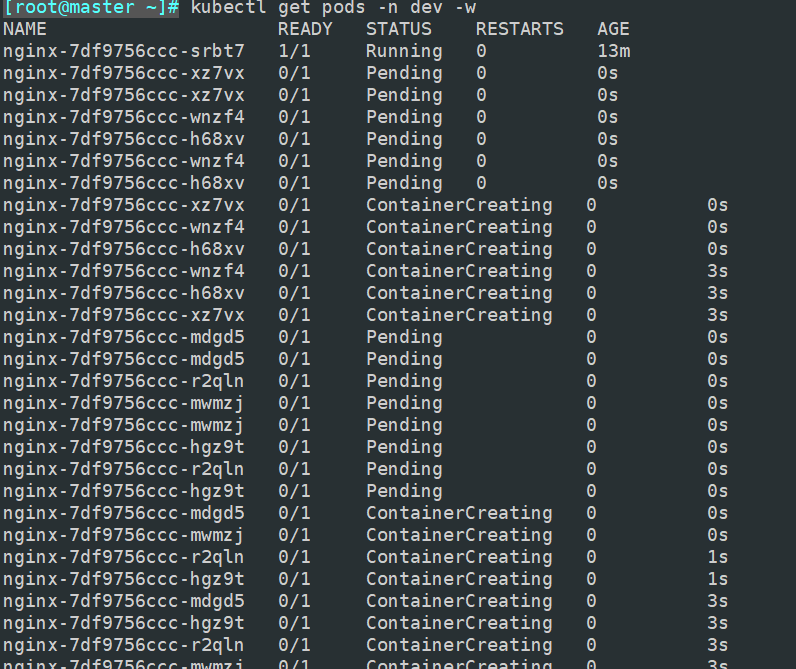 [root@master ~]# kubectl get pods -n dev -w
NAME READY STATUS RESTARTS AGE
nginx-7df9756ccc-srbt7 1/1 Running 0 13m
nginx-7df9756ccc-xz7vx 0/1 Pending 0 0s
nginx-7df9756ccc-xz7vx 0/1 Pending 0 0s
nginx-7df9756ccc-wnzf4 0/1 Pending 0 0s
nginx-7df9756ccc-h68xv 0/1 Pending 0 0s
nginx-7df9756ccc-wnzf4 0/1 Pending 0 0s
nginx-7df9756ccc-h68xv 0/1 Pending 0 0s
nginx-7df9756ccc-xz7vx 0/1 ContainerCreating 0 0s
nginx-7df9756ccc-wnzf4 0/1 ContainerCreating 0 0s
nginx-7df9756ccc-h68xv 0/1 ContainerCreating 0 0s
nginx-7df9756ccc-wnzf4 0/1 ContainerCreating 0 3s
nginx-7df9756ccc-h68xv 0/1 ContainerCreating 0 3s
nginx-7df9756ccc-xz7vx 0/1 ContainerCreating 0 3s
nginx-7df9756ccc-mdgd5 0/1 Pending 0 0s
nginx-7df9756ccc-mdgd5 0/1 Pending 0 0s
nginx-7df9756ccc-r2qln 0/1 Pending 0 0s
nginx-7df9756ccc-mwmzj 0/1 Pending 0 0s
nginx-7df9756ccc-mwmzj 0/1 Pending 0 0s
nginx-7df9756ccc-hgz9t 0/1 Pending 0 0s
nginx-7df9756ccc-r2qln 0/1 Pending 0 0s
nginx-7df9756ccc-hgz9t 0/1 Pending 0 0s
nginx-7df9756ccc-mdgd5 0/1 ContainerCreating 0 0s
nginx-7df9756ccc-mwmzj 0/1 ContainerCreating 0 0s
nginx-7df9756ccc-r2qln 0/1 ContainerCreating 0 1s
nginx-7df9756ccc-hgz9t 0/1 ContainerCreating 0 1s
nginx-7df9756ccc-mdgd5 0/1 ContainerCreating 0 3s
nginx-7df9756ccc-hgz9t 0/1 ContainerCreating 0 3s
nginx-7df9756ccc-r2qln 0/1 ContainerCreating 0 3s
nginx-7df9756ccc-mwmzj 0/1 ContainerCreating 0 3s